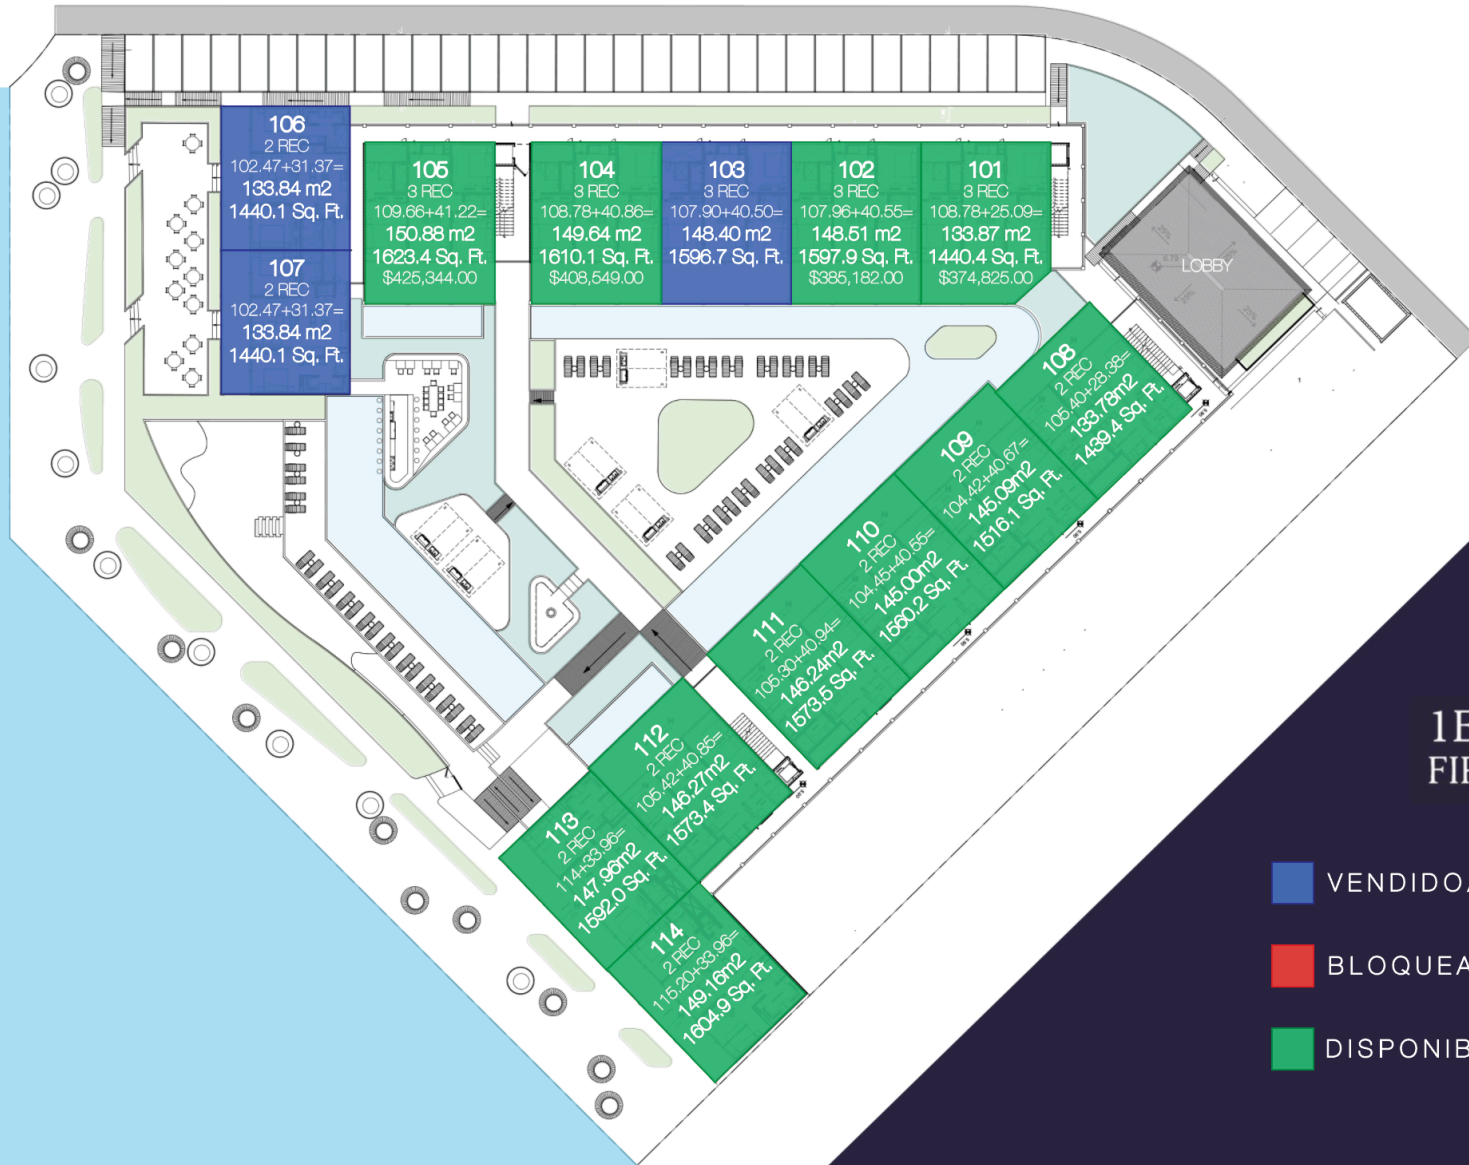 106
2 REC
102.47+31.37=
133.84 m2
1440.1 Sq. Ft.
107
2 REC
102.47+31.37=
133.84 m2
1440.1 Sq. Ft.
105
3 REC
109.66+41.22=
150.88 m2
1623.4 Sq. Ft.
$425,344.00
104
3 REC
108.78+40.86=
149.64 m2
1610.1 Sq. Ft.
$408,549.00
103
3 REC
107.90+40.50=
148.40 m2
1596.7 Sq. Ft.
102
3 REC
107.96+40.55=
148.51 m2
1597.9 Sq. Ft.
$385,182.00
101
3 REC
108.78+25.09=
133.87 m2
1440.4 Sq. Ft.
$374,825.00
LOBBY
108
2 REC
105.40+28.38=
133.78m2
1439.4 Sq. Ft.
109
2 REC
104.42+40.67=
145.09m2
1516.1 Sq. Ft.
110
2 REC
104.45+40.55=
145.00m2
1560.2 Sq. Ft.
111
2 REC
105.30+40.94=
146.24m2
1573.5 Sq. Ft.
112
2 REC
105.42+40.85=
146.27m2
1573.4 Sq. Ft.
113
2 REC
114+33.96=
147.96m2
1592.0 Sq. Ft.
114
2 REC
115.20+33.96=
149.16m2
1604.9 Sq. Ft.
1E
FI
VENDIDO
BLOQUEA
DISPONIB